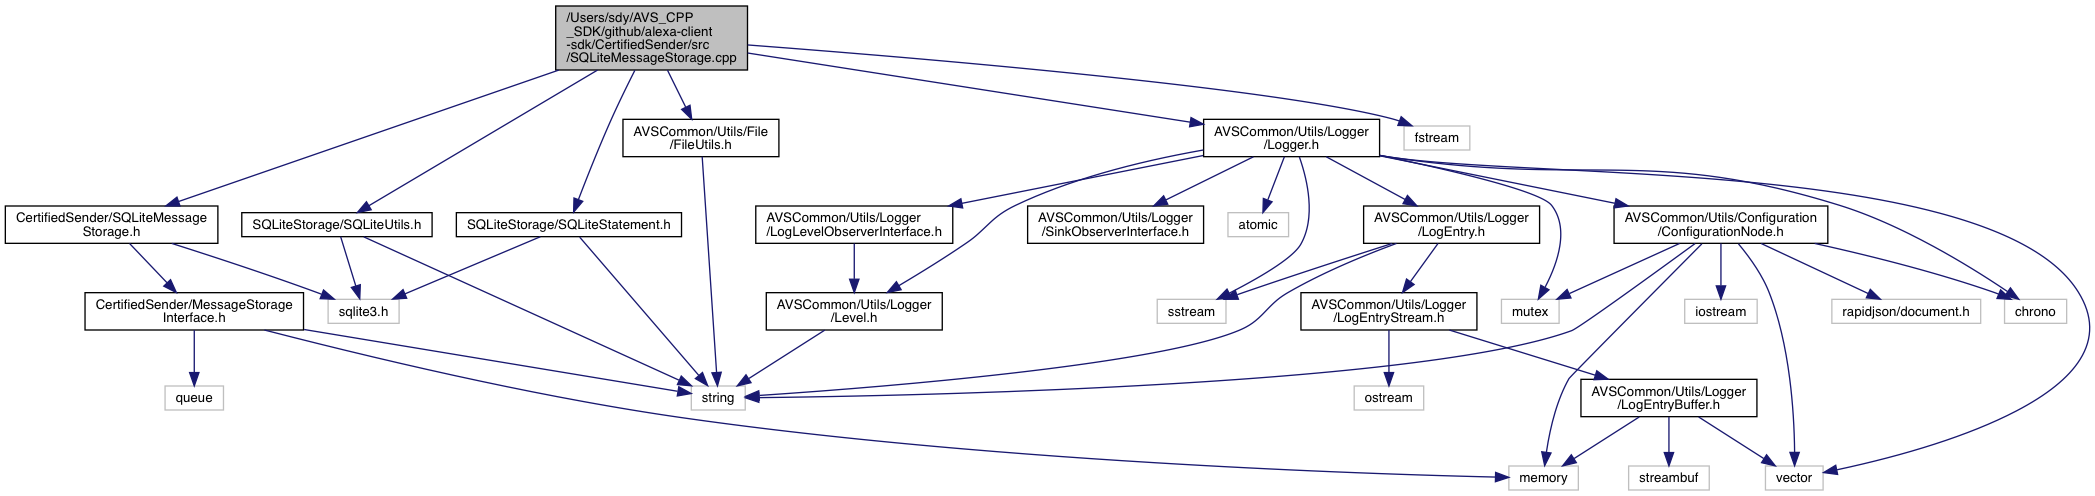 /Users/sdy/AVS_CPP
_SDK/github/alexa-client
-sdk/CertifiedSender/src
/SQLiteMessageStorage.cpp
AVSCommon/Utils/File
/FileUtils.h
AVSCommon/Utils/Logger
/Logger.h
fstream
CertifiedSender/SQLiteMessage
Storage.h
SQLiteStorage/SQLiteUtils.h
SQLiteStorage/SQLiteStatement.h
AVSCommon/Utils/Logger
/LogLevelObserverInterface.h
AVSCommon/Utils/Logger
/SinkObserverInterface.h
atomic
AVSCommon/Utils/Logger
/LogEntry.h
AVSCommon/Utils/Configuration
/ConfigurationNode.h
CertifiedSender/MessageStorage
Interface.h
sqlite3.h
AVSCommon/Utils/Logger
/Level.h
sstream
AVSCommon/Utils/Logger
/LogEntryStream.h
mutex
iostream
rapidjson/document.h
chrono
queue
string
ostream
AVSCommon/Utils/Logger
/LogEntryBuffer.h
memory
streambuf
vector